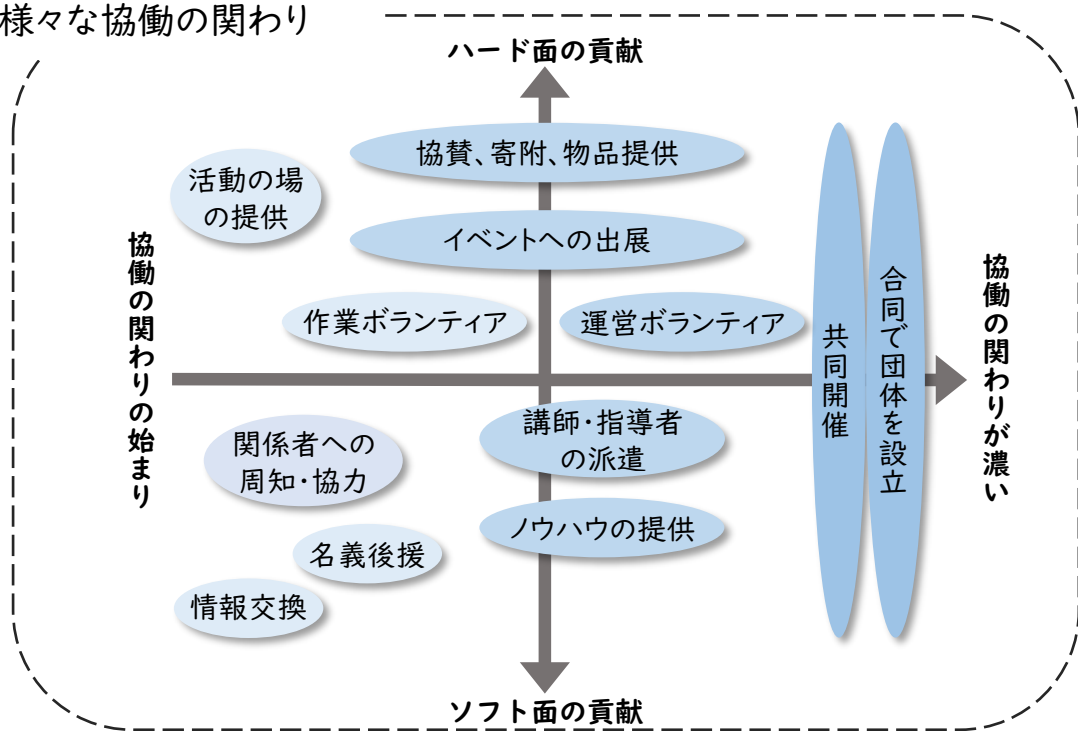 様々な協働の関わり
ハード面の貢献
協賛、寄附、物品提供
活動の場
の提供
イベントへの出展
作業ボランティア
運営ボランティア
協働の関わりの始まり
共同開催
合同で団体を設立
協働の関わりが濃い
講師・指導者
の派遣
関係者への
周知・協力
ノウハウの提供
名義後援
情報交換
ソフト面の貢献